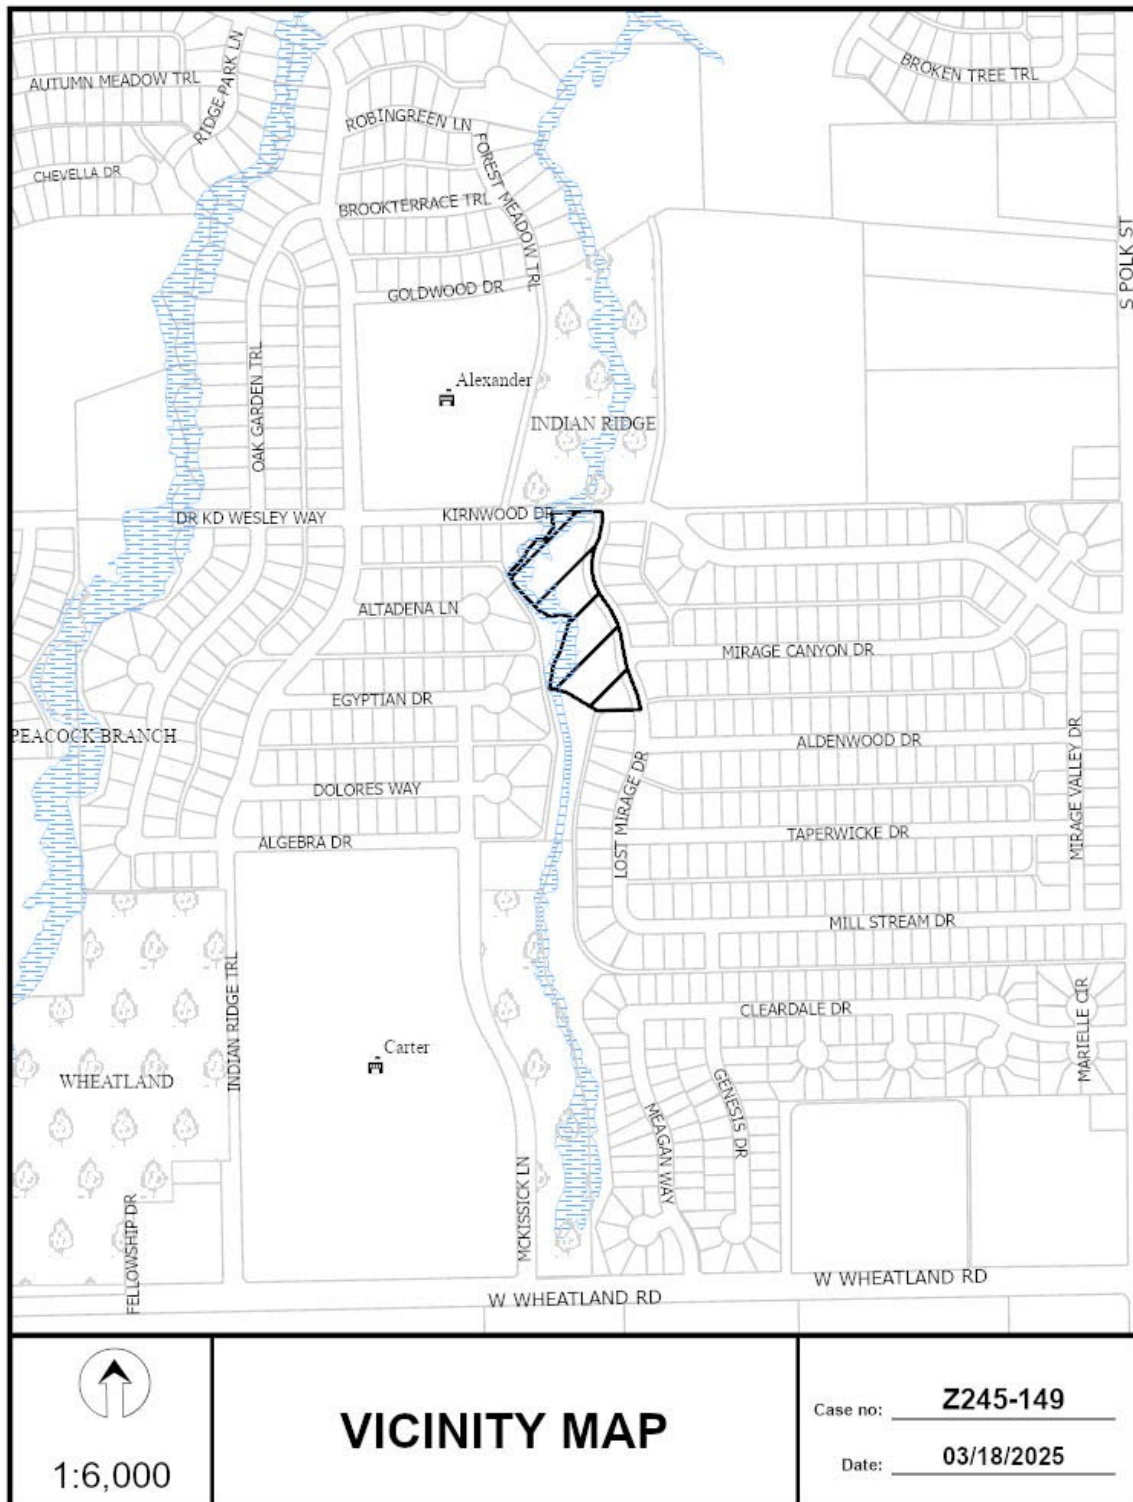 BROKEN TREE TRL
RIDGE PARK LN
AUTUMN MEADOW TRL
ROBINGREEN LN
FOREST MEADOW TRL
CHEVELLA DR
BROOKTERRACE TRL
S POLK ST
GOLDWOOD DR
OAK GARDEN TRL
Alexander
INDIAN RIDGE
DR KD WESLEY WAY
KIRNWOOD DR
ALTADENA LN
MIRAGE CANYON DR
EGYPTIAN DR
PEACOCK BRANCH
ALDENWOOD DR
MIRAGE VALLEY DR
LOST MIRAGE DR
DOLORES WAY
TAPERWICKE DR
ALGEBRA DR
MILL STREAM DR
INDIAN RIDGE TRL
CLEARDALE DR
MARIELLE CIR
Carter
WHEATLAND
GENESIS DR
MEAGAN WAY
MCKISSICK LN
FELLOWSHIP DR
W WHEATLAND RD
W WHEATLAND RD
1:6,000
VICINITY MAP
Case no: Z245-149
Date: 03/18/2025